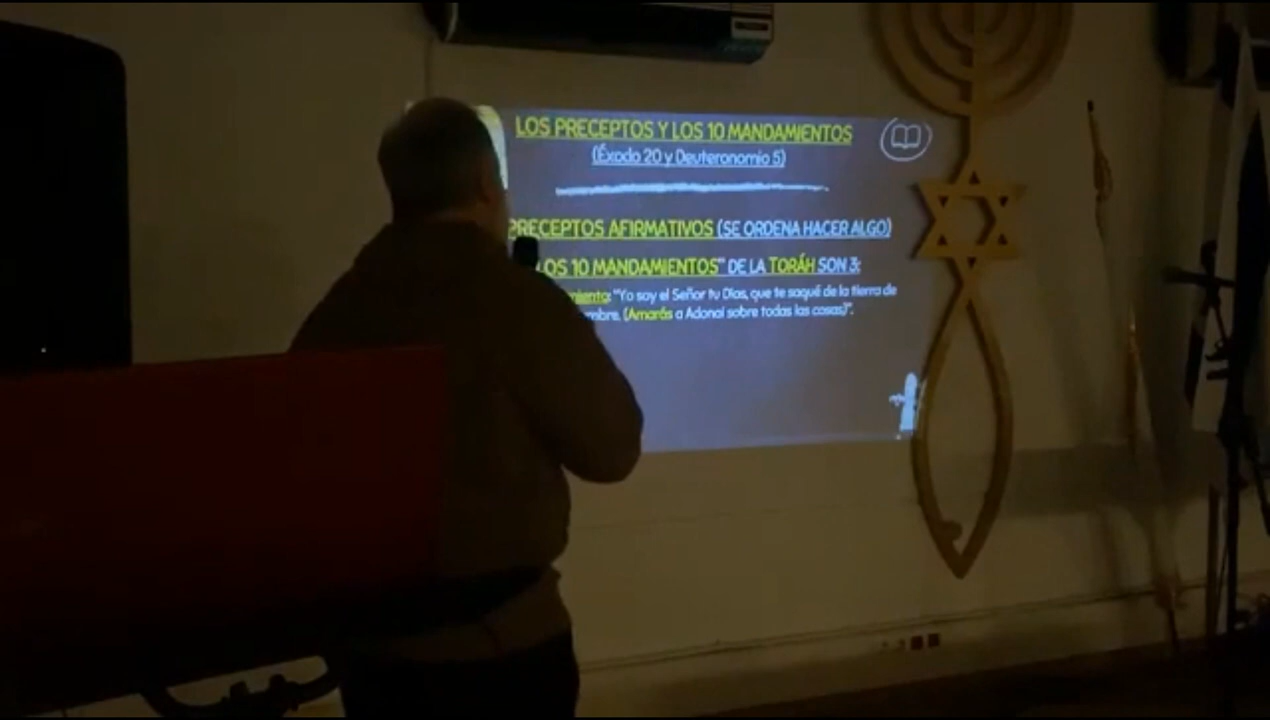 LOS PRECEPTOS Y LOS 10 MANDAMIENTOS
(Éxodo 20 y Deuteronomio 5)
PRECEPTOS AFIRMATIVOS (SE ORDENA HACER ALGO)
LOS 10 MANDAMIENTOS" DE LA TORÁH SON 3:
miento: "Yo soy el Señor tu Dios, que te saqué de la tierra de
mbre. (Amarás a Adonai sobre todas las cosas)".